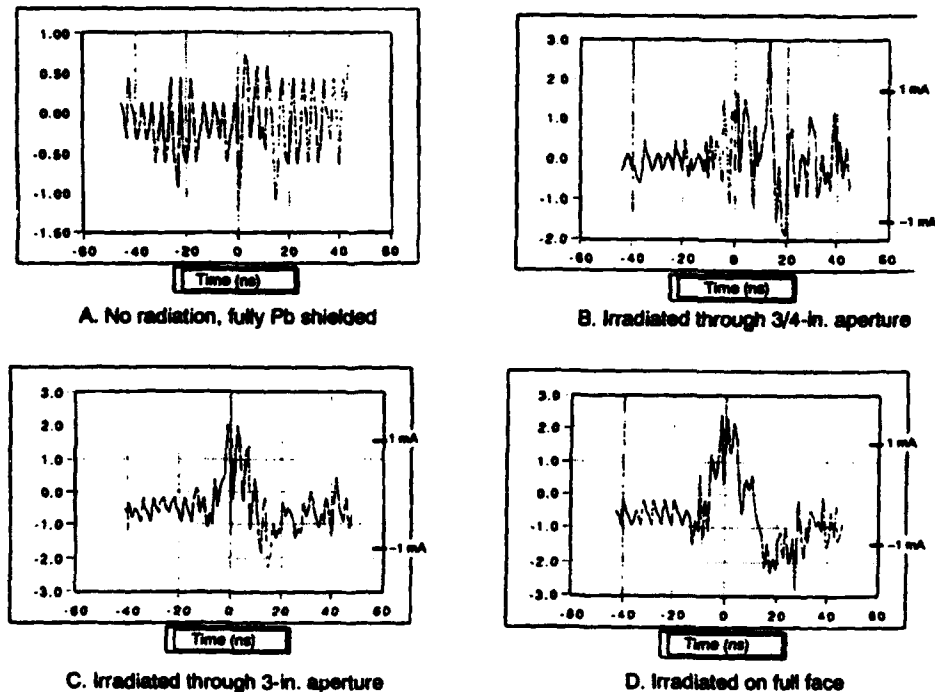 1.00
0.50
0.00
-0.50
-1.00
-1.50
-60 -40 -20 0 20 40 60
Time (ns)
A. No radiation, fully Pb shielded
3.0
2.0
1.0
0.0
-1.0
-2.0
1 mA
-1 mA
-60 -40 -20 0 20 40 60
Time (ns)
B. Irradiated through 3/4-in. aperture
3.0
2.0
1.0
0.0
-1.0
-2.0
-3.0
1 mA
-1 mA
-60 -40 -20 0 20 40 60
Time (ns)
C. Irradiated through 3-in. aperture
3.0
2.0
1.0
0.0
-1.0
-2.0
-3.0
1 mA
-1 mA
-60 -40 -20 0 20 40 60
Time (ns)
D. Irradiated on full face